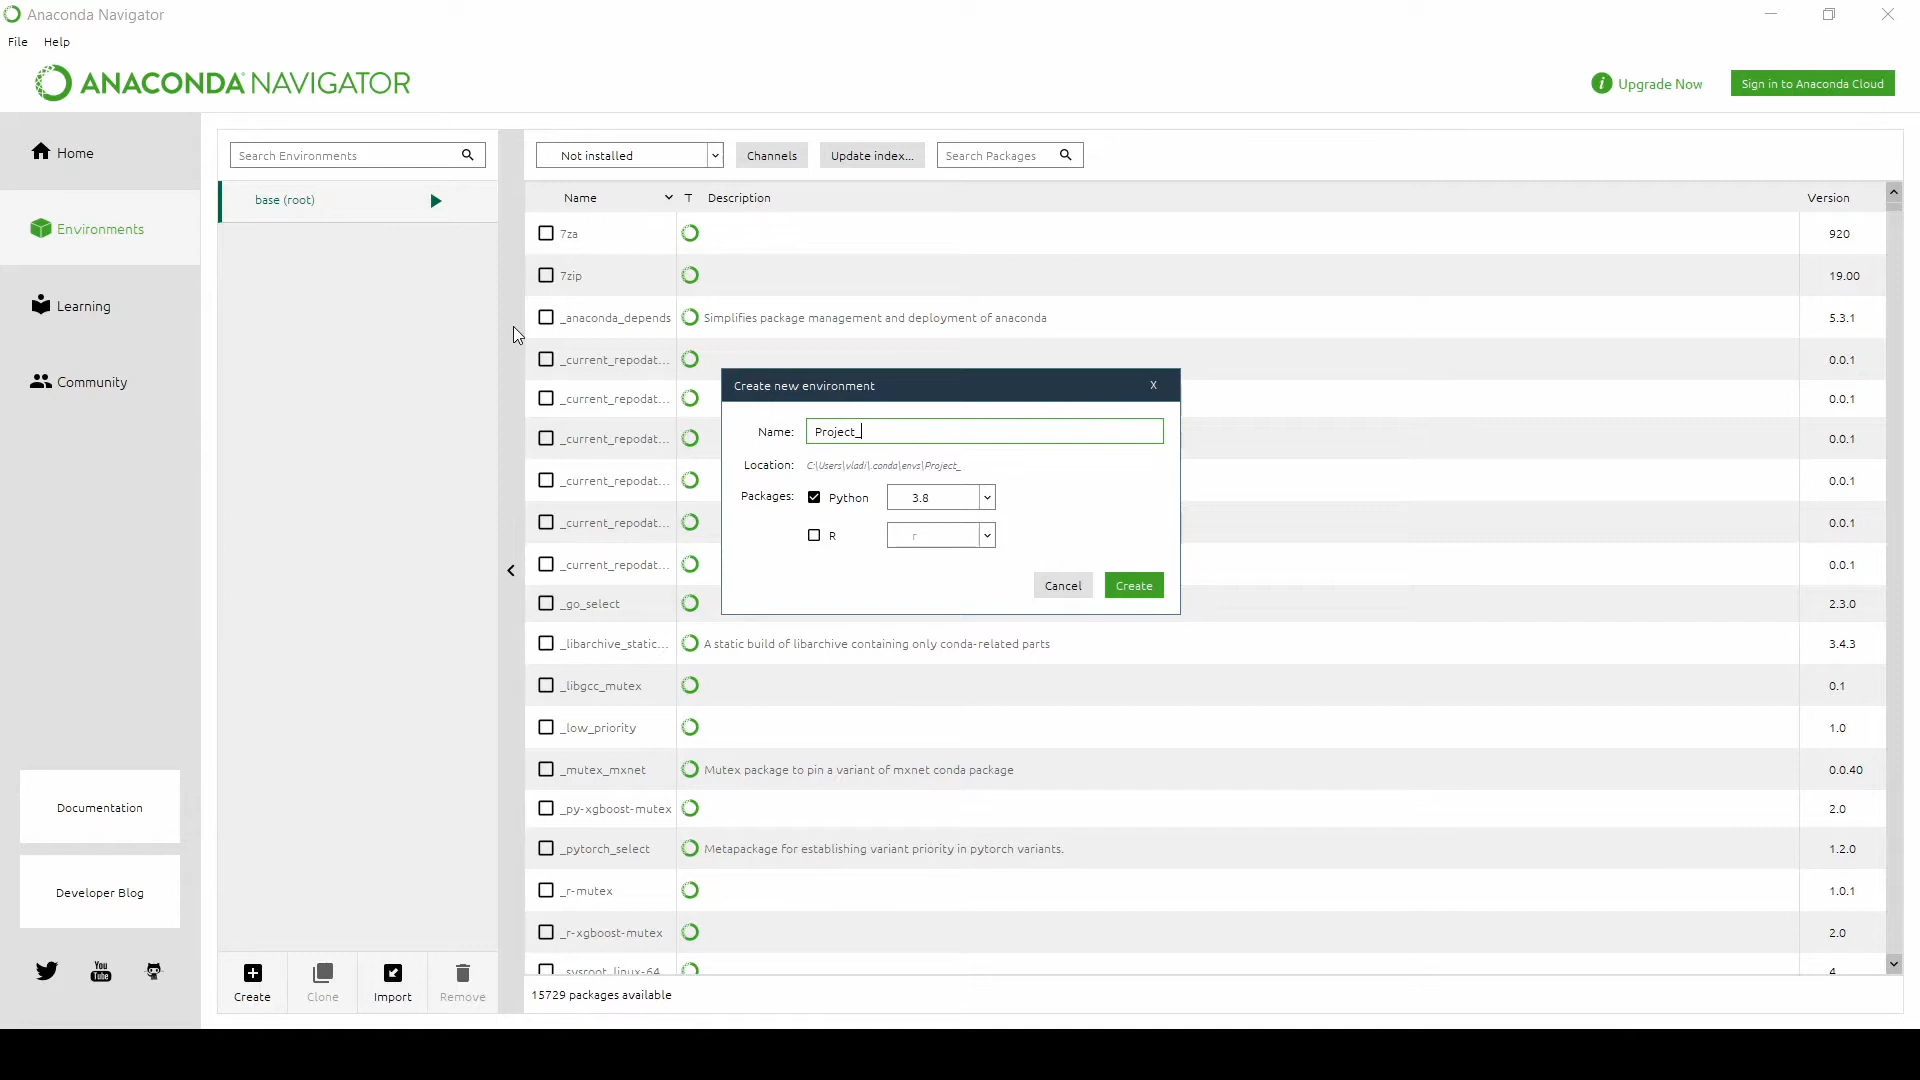 Anaconda Navigator
File Help
ANACONDA NAVIGATOR
i Upgrade Now Sign in to Anaconda Cloud
Home
Environments
Learning
Community
Documentation
Developer Blog
You Tube
Search Environments
base (root)
Create Clone Import Remove
Not installed Channels Update index... Search Packages
Name T Description Version
7za 920
7zip 19.00
_anaconda_depends Simplifies package management and deployment of anaconda 5.3.1
_current_repodat... 0.0.1
_current_repodat... 0.0.1
_current_repodat... 0.0.1
_current_repodat... 0.0.1
_current_repodat... 0.0.1
_current_repodat... 0.0.1
_go_select 2.3.0
_libarchive_static... A static build of libarchive containing only conda-related parts 3.4.3
_libgcc_mutex 0.1
_low_priority 1.0
_mutex_mxnet Mutex package to pin a variant of mxnet conda package 0.0.40
_py-xgboost-mutex 2.0
_pytorch_select Metapackage for establishing variant priority in pytorch variants. 1.2.0
_r-mutex 1.0.1
_r-xgboost-mutex 2.0
_sysroot_linux-64 4
15729 packages available
Create new environment X
Name: Project_
Location: C:\Users\vladi\.conda\envs\Project_
Packages: Python 3.8
R r
Cancel Create